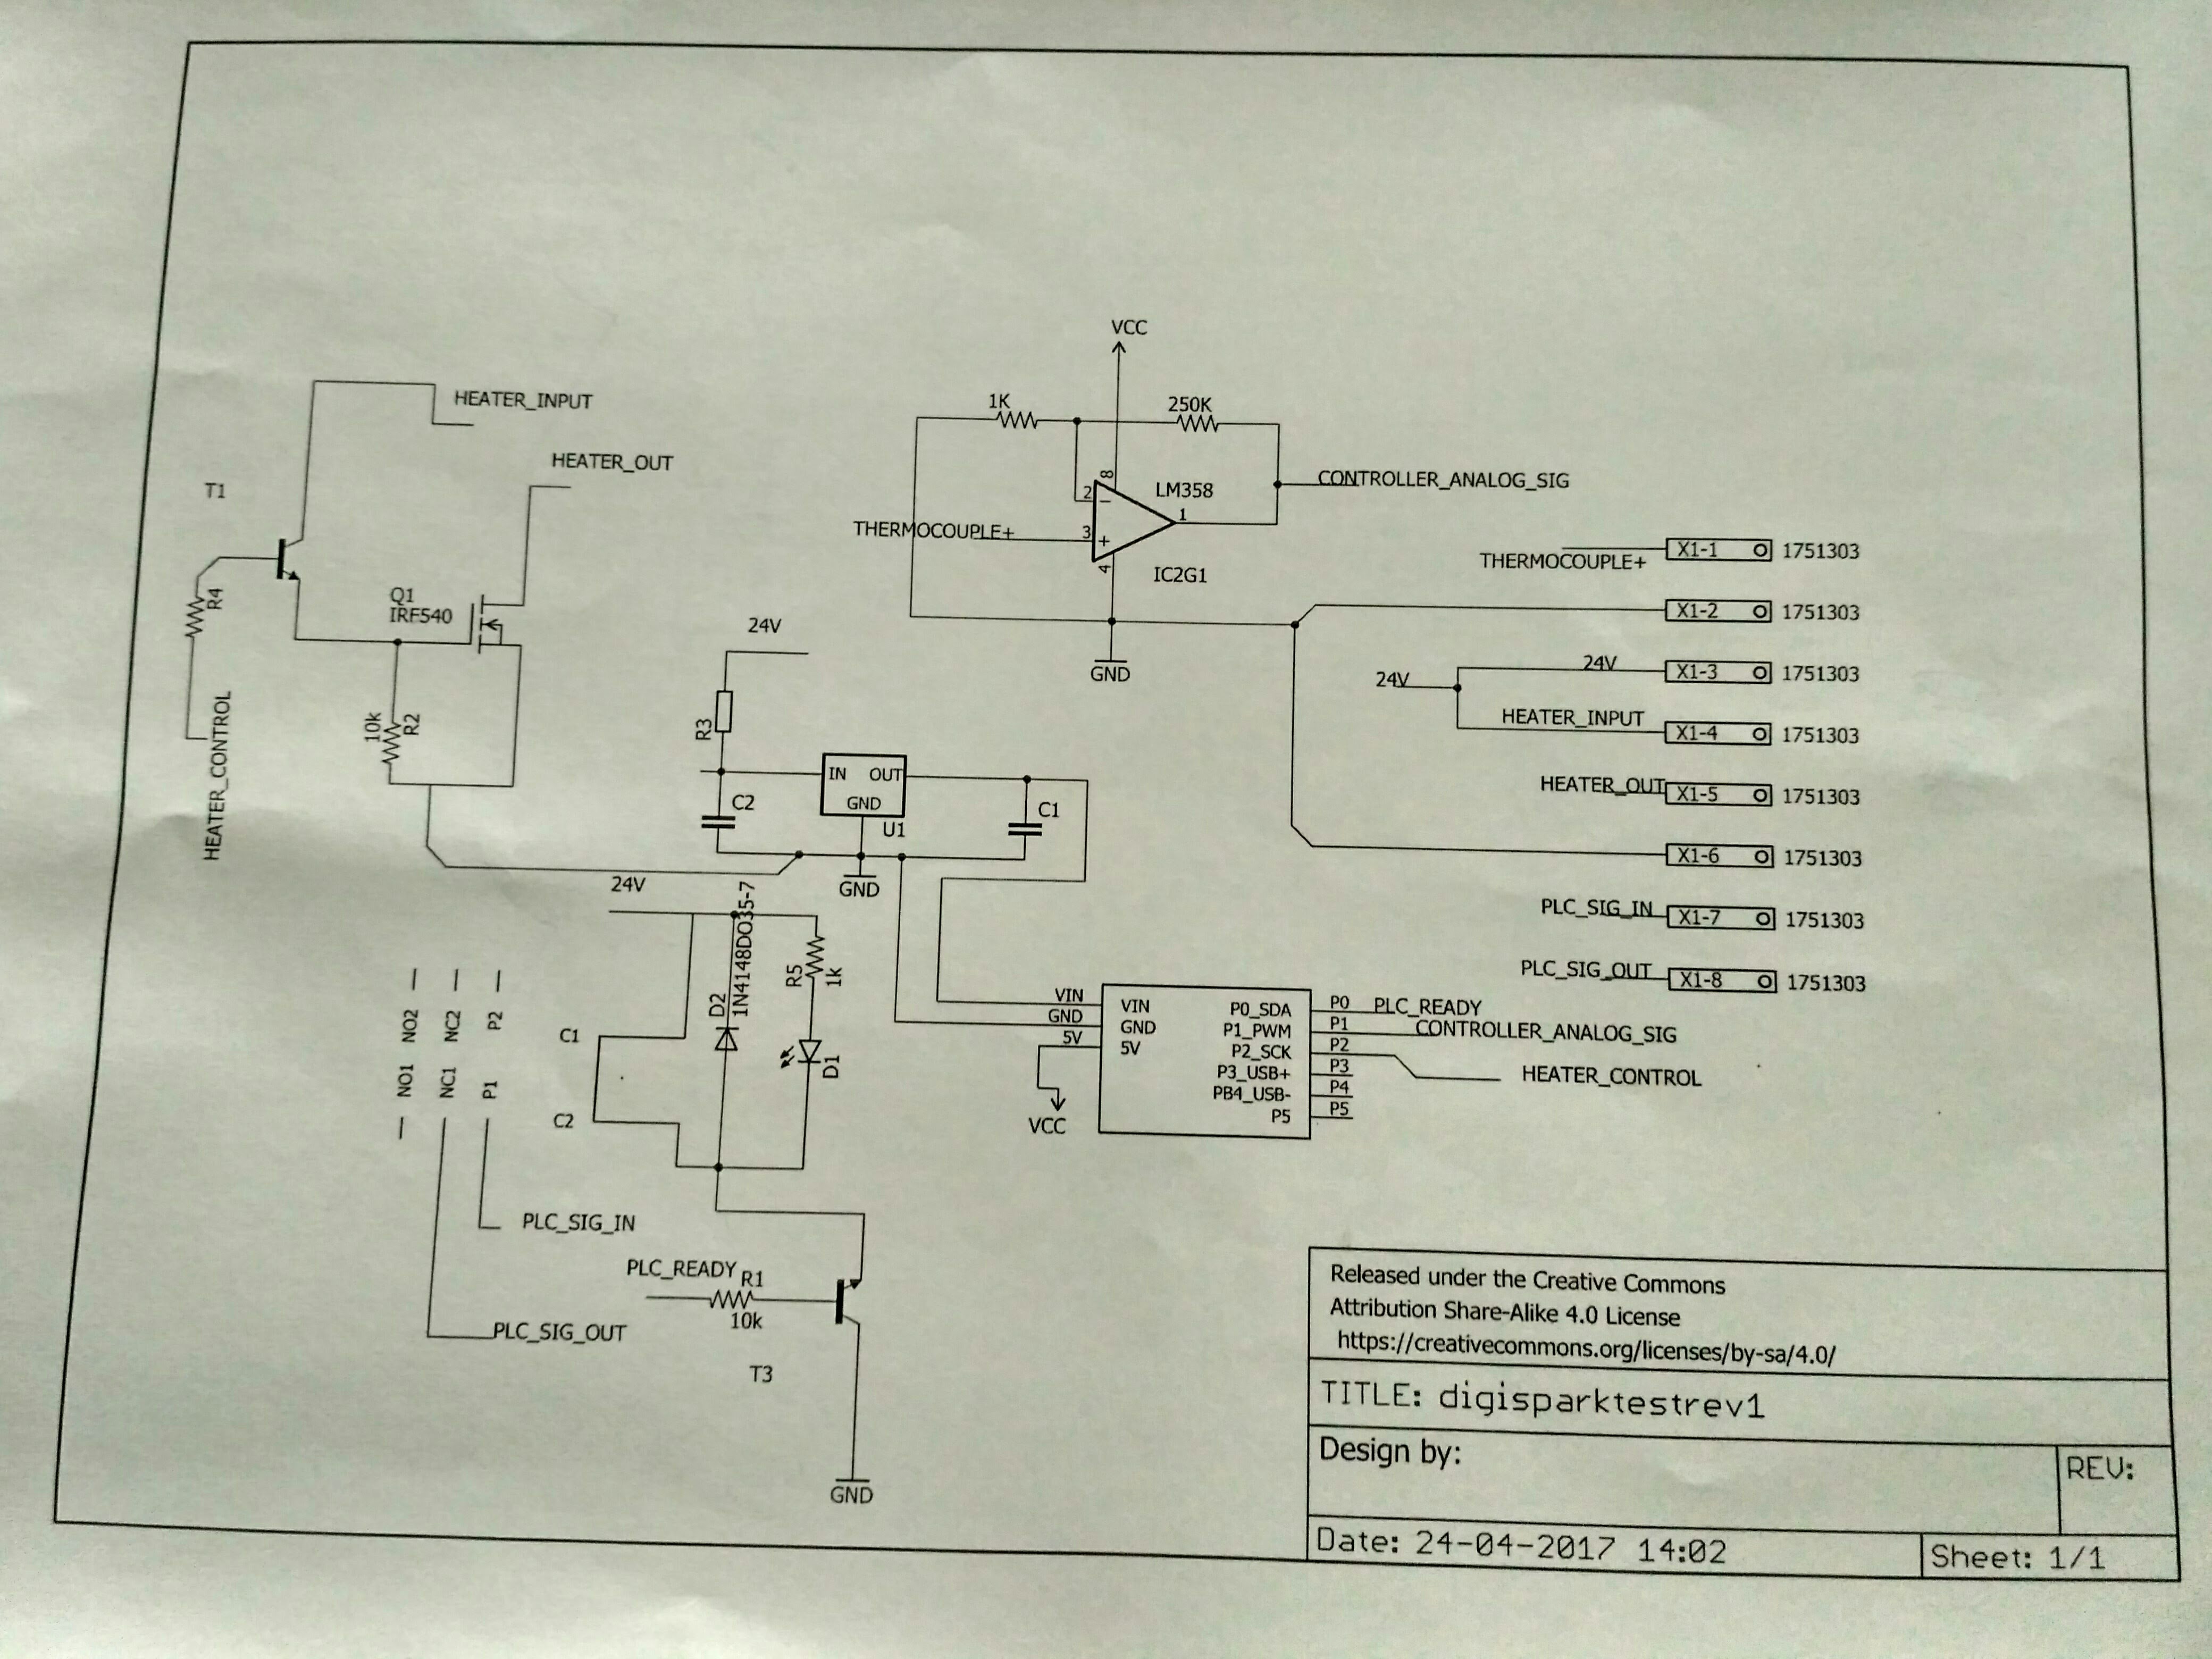 VCC
HEATER_INPUT
1K
250K
HEATER_OUT
T1
8
CONTROLLER_ANALOG_SIG
2
LM358
THERMOCOUPLE+
3
1
4
IC2G1
THERMOCOUPLE+
X1-1
1751303
R4
Q1
IRF540
X1-2
1751303
24V
GND
24V
24V
X1-3
1751303
HEATER_INPUT
X1-4
1751303
HEATER_CONTROL
10k
R2
R3
IN OUT
GND
U1
C2
C1
HEATER_OUT
X1-5
1751303
GND
X1-6
1751303
24V
PLC_SIG_IN
X1-7
1751303
PLC_SIG_OUT
X1-8
1751303
D2
1N4148DO35-7
R5
1k
D1
NO2
NC2
P2
NO1
NC1
P1
C1
C2
VIN
GND
5V
VCC
VIN
GND
5V
P0_SDA
P1_PWM
P2_SCK
P3_USB+
PB4_USB-
P5
P0
P1
P2
P3
P4
P5
PLC_READY
CONTROLLER_ANALOG_SIG
HEATER_CONTROL
PLC_SIG_IN
PLC_READY
R1
10k
PLC_SIG_OUT
T3
GND
Released under the Creative Commons
Attribution Share-Alike 4.0 License
https://creativecommons.org/licenses/by-sa/4.0/
TITLE: digisparktestrev1
Design by:
REV:
Date: 24-04-2017 14:02
Sheet: 1/1